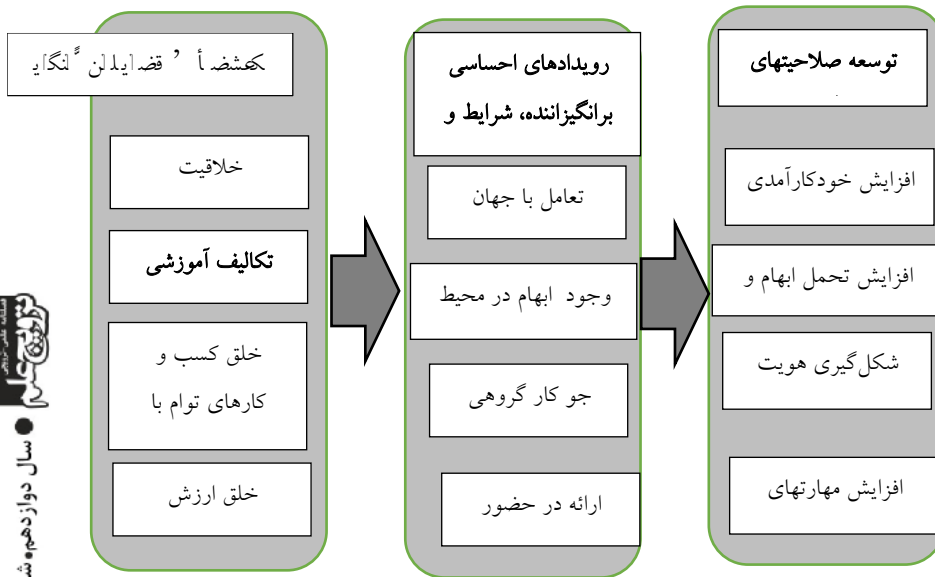 توسعه صلاحیتهای
افزایش خودکارآمدی
افزایش تحمل ابهام و
شکل‌گیری هویت
افزایش مهارتهای
رویدادهای احساسی
برانگیزاننده، شرایط و
تعامل با جهان
وجود ابهام در محیط
جو کار گروهی
ارائه در حضور
خلاقیت
تکالیف آموزشی
خلق کسب و
کارهای توام با
خلق ارزش
ترویج علم
سال دوازدهم،